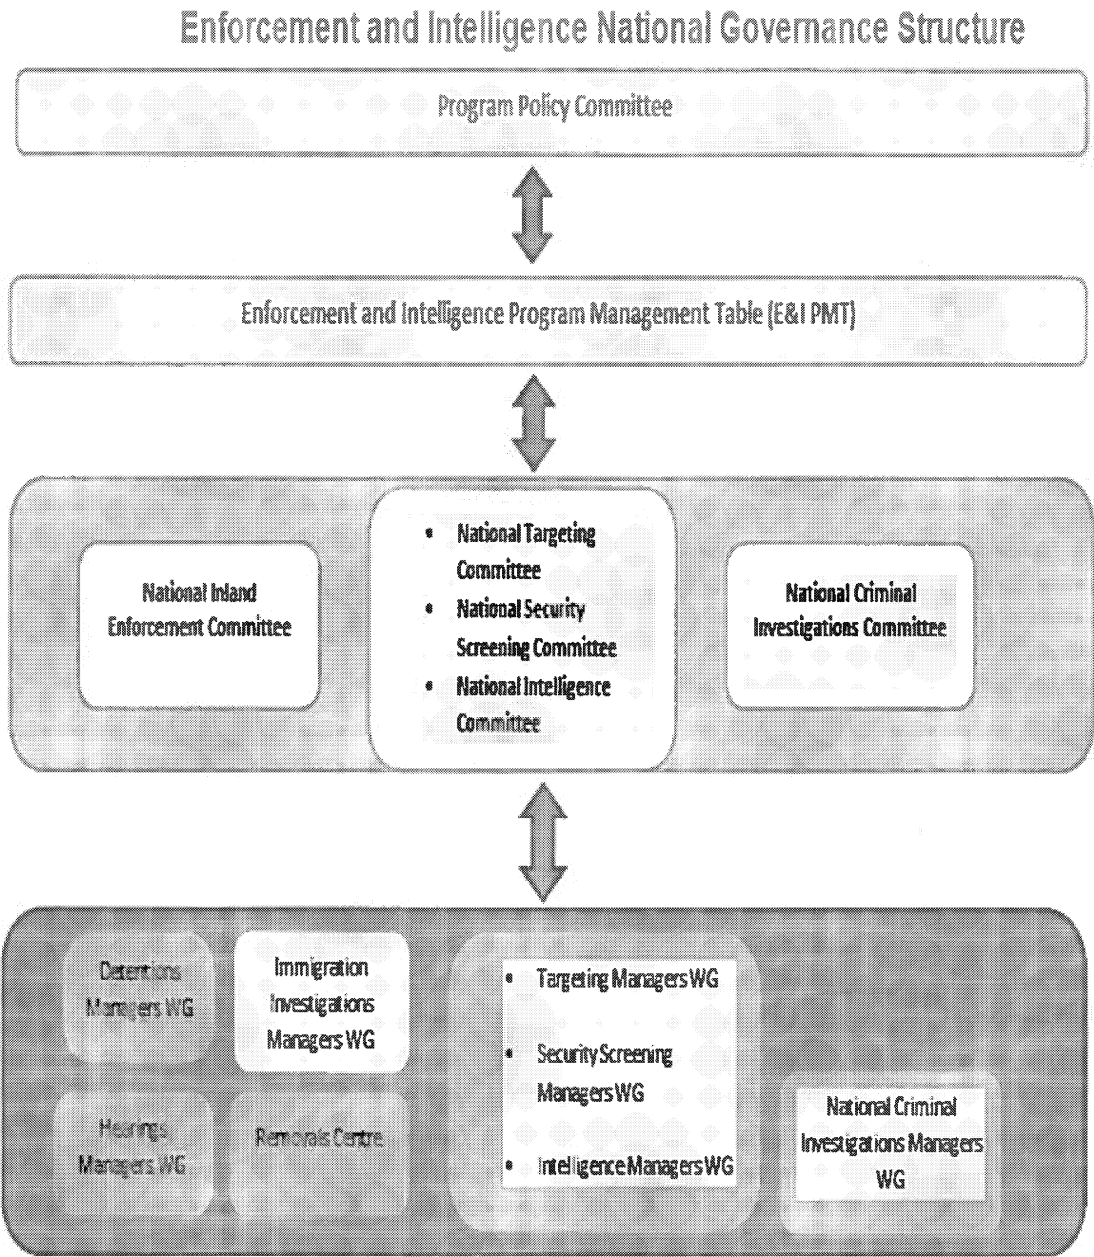 Enforcement and Intelligence National Governance Structure
Program Policy Committee
Enforcement and Intelligence Program Management Table (E&I PMT)
National Inland
Enforcement Committee
• National Targeting
Committee
• National Security
Screening Committee
• National Intelligence
Committee
National Criminal
Investigations Committee
Detentions
Managers WG
Immigration
Investigations
Managers WG
Hearings
Managers WG
Removals Centre
• Targeting Managers WG
• Security Screening
Managers WG
• Intelligence Managers WG
National Criminal
Investigations Managers
WG